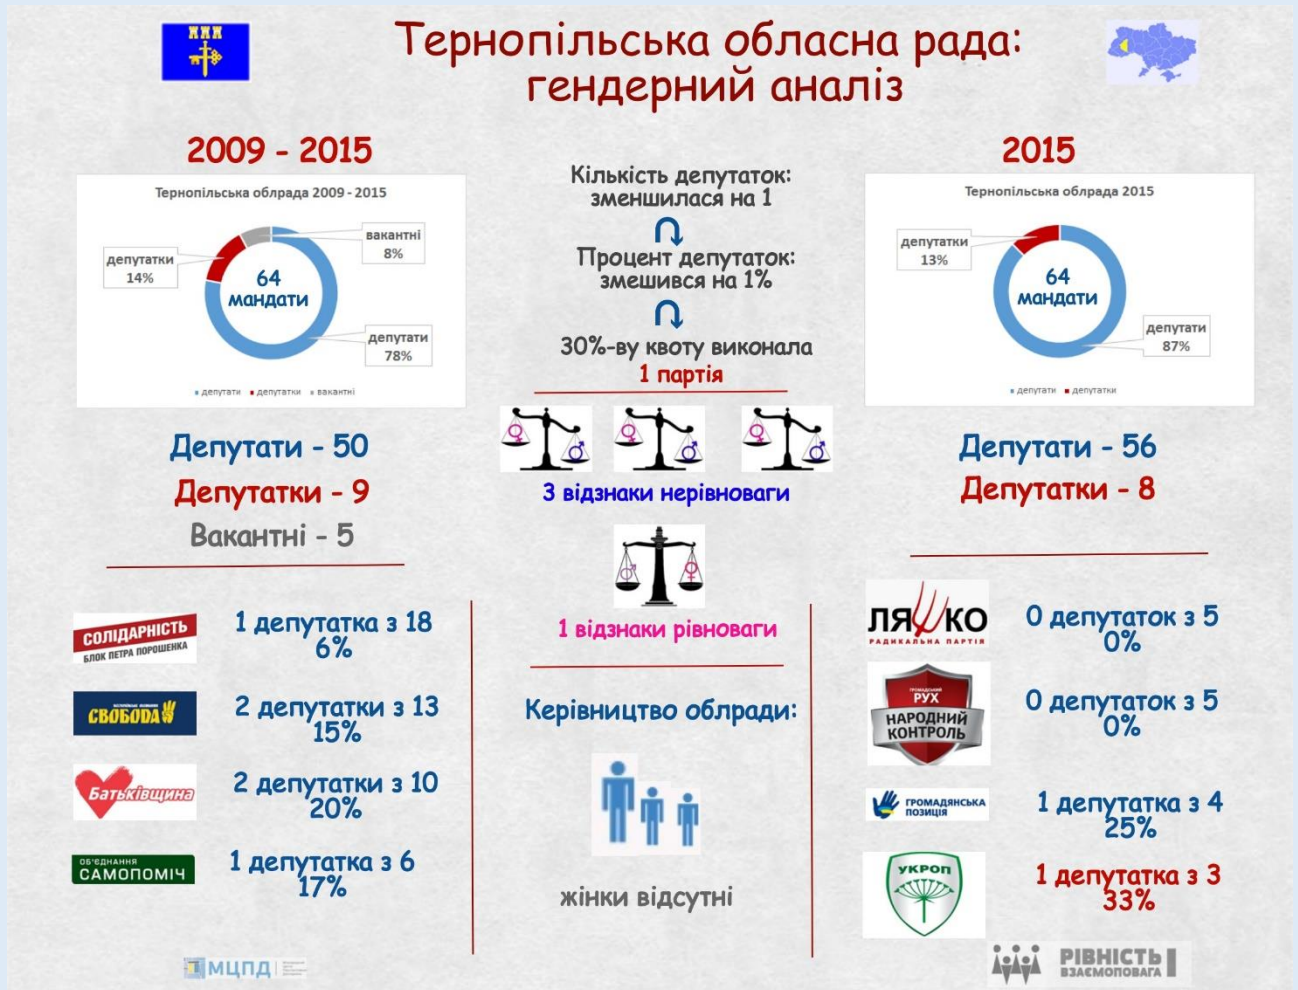 Тернопільська обласна рада:
гендерний аналіз
2009 - 2015
Тернопільська облрада 2009 - 2015
вакантні
8%
депутатки
14%
64
мандати
депутати
78%
депутати депутатки вакантні
Депутати - 50
Депутатки - 9
Вакантні - 5
Кількість депутаток:
зменшилася на 1
Процент депутаток:
змешився на 1%
30%-ву квоту виконала
1 партія
3 відзнаки нерівноваги
1 відзнаки рівноваги
2015
Тернопільська облрада 2015
депутатки
13%
64
мандати
депутати
87%
депутати депутатки
Депутати - 56
Депутатки - 8
СОЛІДАРНІСТЬ
БЛОК ПЕТРА ПОРОШЕНКА
1 депутатка з 18
6%
СВОБОДА
2 депутатки з 13
15%
Батьківщина
2 депутатки з 10
20%
ОБ'ЄДНАННЯ
САМОПОМІЧ
1 депутатка з 6
17%
Керівництво облради:
жінки відсутні
ЛЯШКО
РАДИКАЛЬНА ПАРТІЯ
0 депутаток з 5
0%
ГРОМАДСЬКИЙ
РУХ
НАРОДНИЙ
КОНТРОЛЬ
0 депутаток з 5
0%
ГРОМАДЯНСЬКА
ПОЗИЦІЯ
1 депутатка з 4
25%
УКРОП
1 депутатка з 3
33%
МЦПД
РІВНІСТЬ
ВЗАЄМОПОВАГА